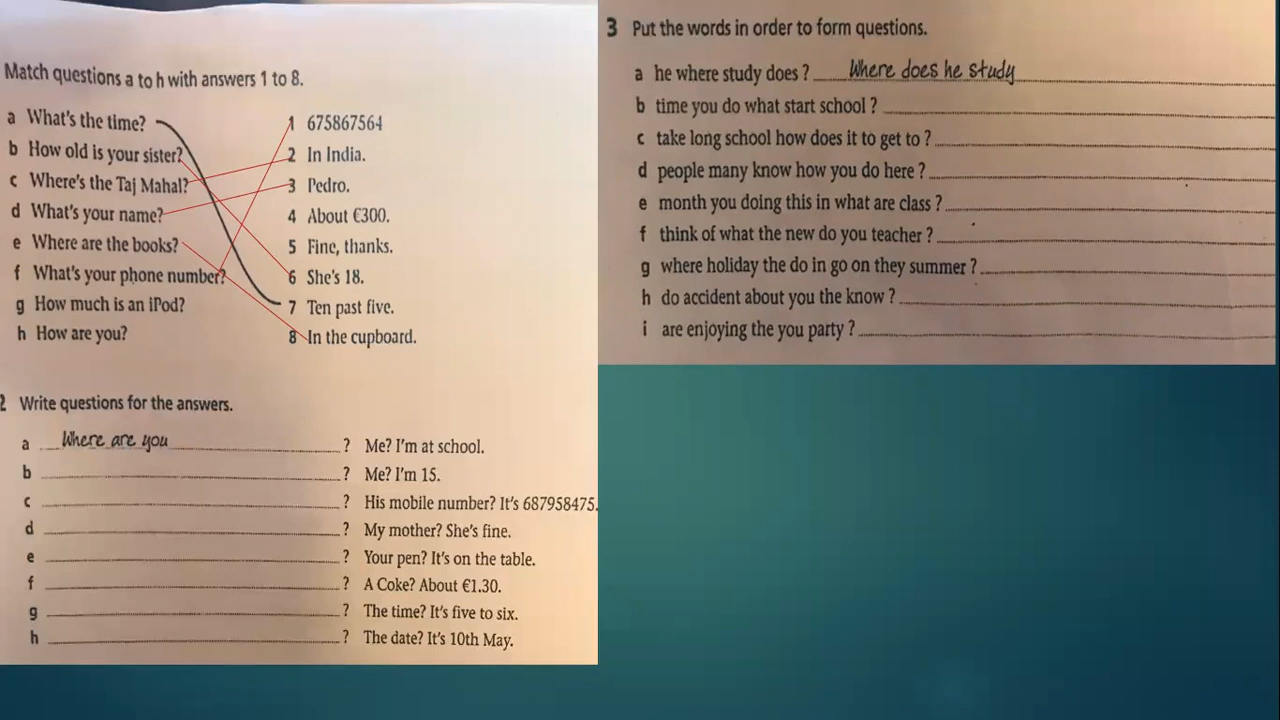 Match questions a to h with answers 1 to 8.
a What's the time?
b How old is your sister?
c Where's the Taj Mahal?
d What's your name?
e Where are the books?
f What's your phone number?
g How much is an iPod?
h How are you?
1 675867564
2 In India.
3 Pedro.
4 About €300.
5 Fine, thanks.
6 She's 18.
7 Ten past five.
8 In the cupboard.
2 Write questions for the answers.
a Where are you ? Me? I'm at school.
b ? Me? I'm 15.
c ? His mobile number? It's 687958475.
d ? My mother? She's fine.
e ? Your pen? It's on the table.
f ? A Coke? About €1.30.
g ? The time? It's five to six.
h ? The date? It's 10th May.
3 Put the words in order to form questions.
a he where study does ? Where does he study
b time you do what start school ?
c take long school how does it to get to ?
d people many know how you do here ?
e month you doing this in what are class ?
f think of what the new do you teacher ?
g where holiday the do in go on they summer ?
h do accident about you the know ?
i are enjoying the you party ?